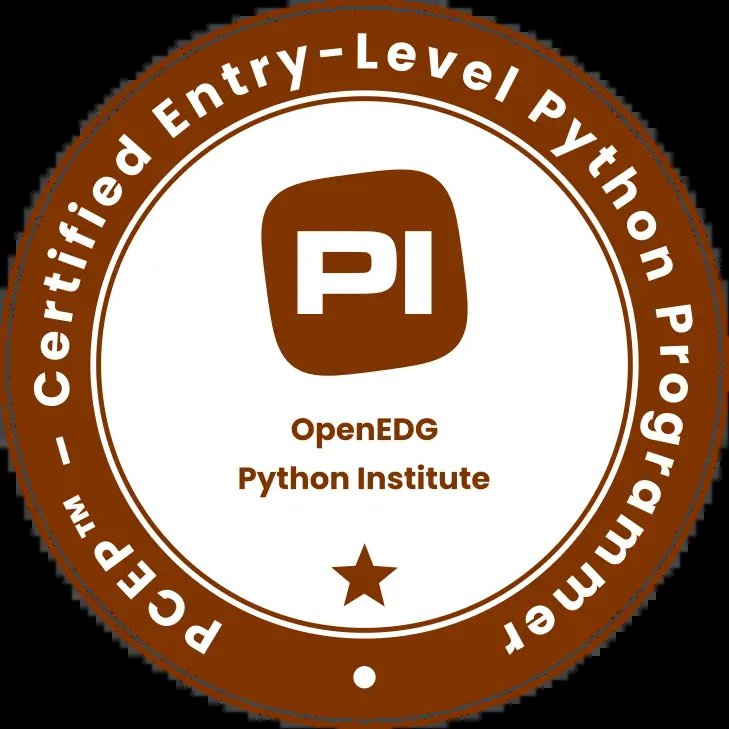 PCEP™ – Certified Entry-Level Python Programmer
PI
OpenEDG
Python Institute